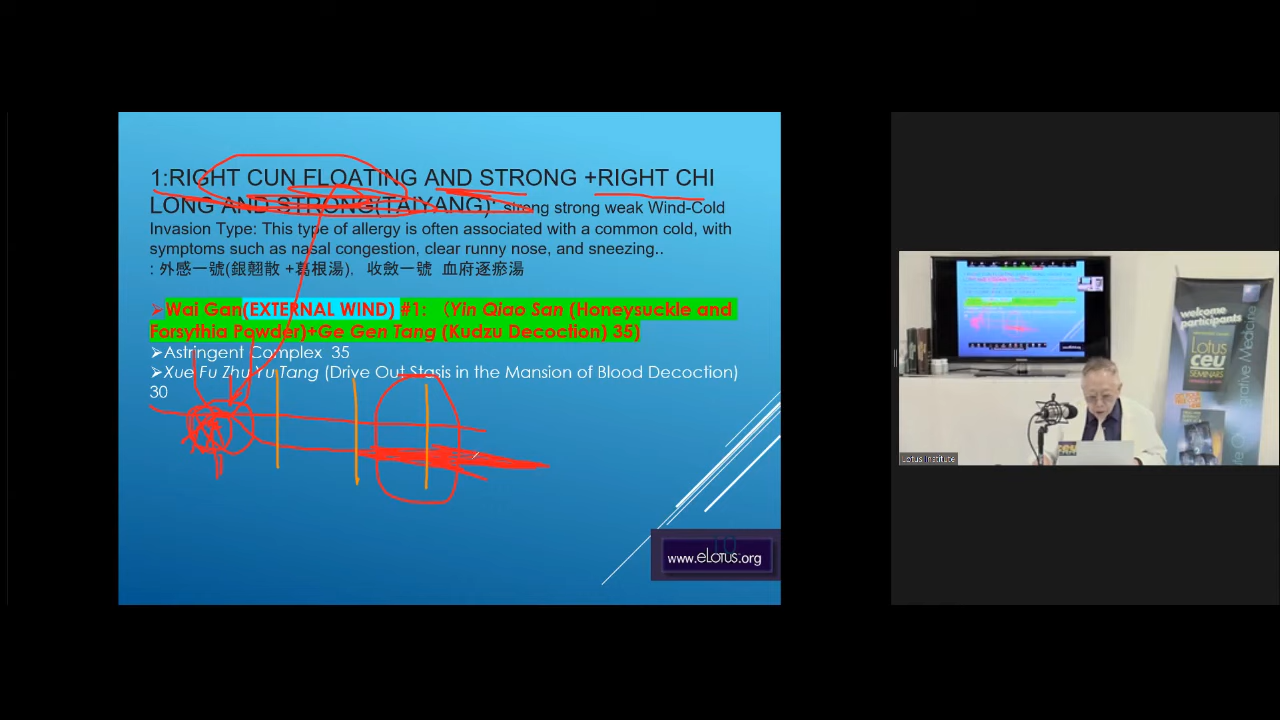 1:RIGHT CUN FLOATING AND STRONG +RIGHT CHI
LONG AND STRONG(TAIYANG): strong strong weak Wind-Cold
Invasion Type: This type of allergy is often associated with a common cold, with
symptoms such as nasal congestion, clear runny nose, and sneezing..
: 外感一號(銀翹散 +葛根湯), 收斂一號 血府逐瘀湯
➢Wai Gan(EXTERNAL WIND) #1: (Yin Qiao San (Honeysuckle and
Forsythia Powder)+Ge Gen Tang (Kudzu Decoction) 35)
➢Astringent Complex 35
➢Xue Fu Zhu Yu Tang (Drive Out Stasis in the Mansion of Blood Decoction)
30
www.eLotus.org
welcome
participants
Lotus
ceu
SEMINARS
Lotus Institute